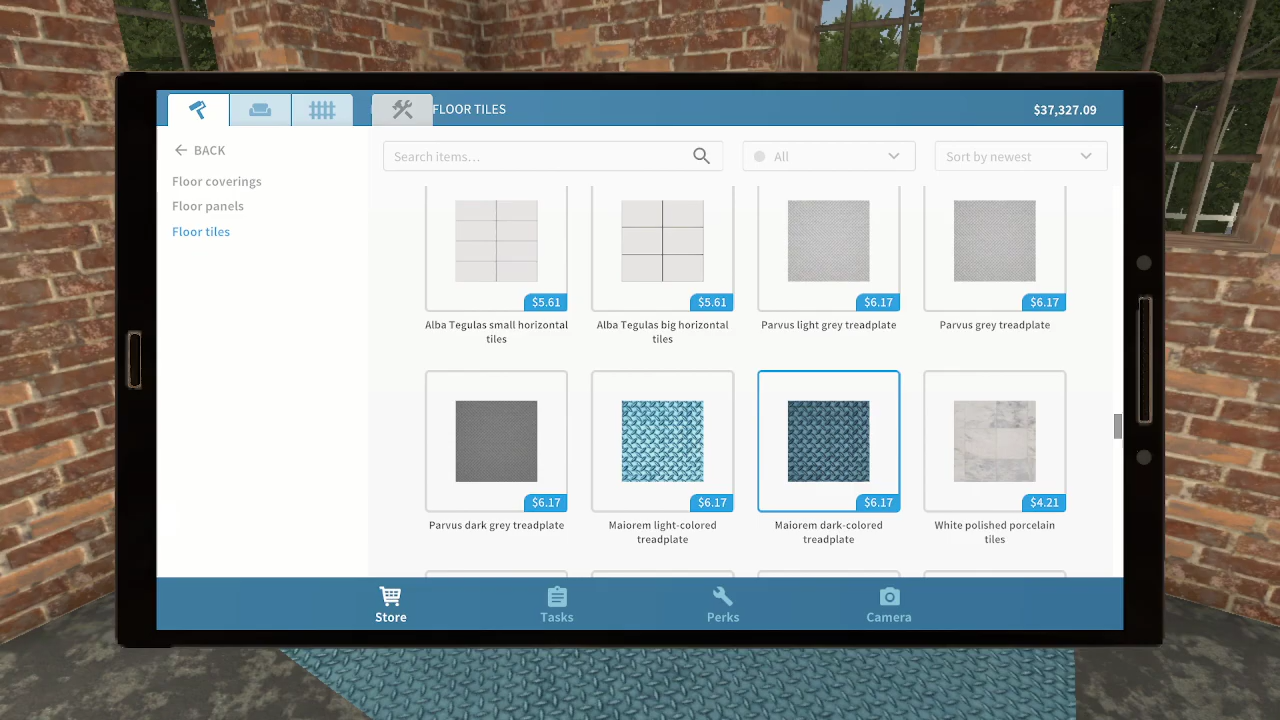 FLOOR TILES
$37,327.09
BACK
Search items...
All
Sort by newest
Floor coverings
Floor panels
Floor tiles
$5.61
$5.61
$6.17
$6.17
Alba Tegulas small horizontal
tiles
Alba Tegulas big horizontal
tiles
Parvus light grey treadplate
Parvus grey treadplate
$6.17
$6.17
$6.17
$4.21
Parvus dark grey treadplate
Maiorem light-colored
treadplate
Maiorem dark-colored
treadplate
White polished porcelain
tiles
Store
Tasks
Perks
Camera